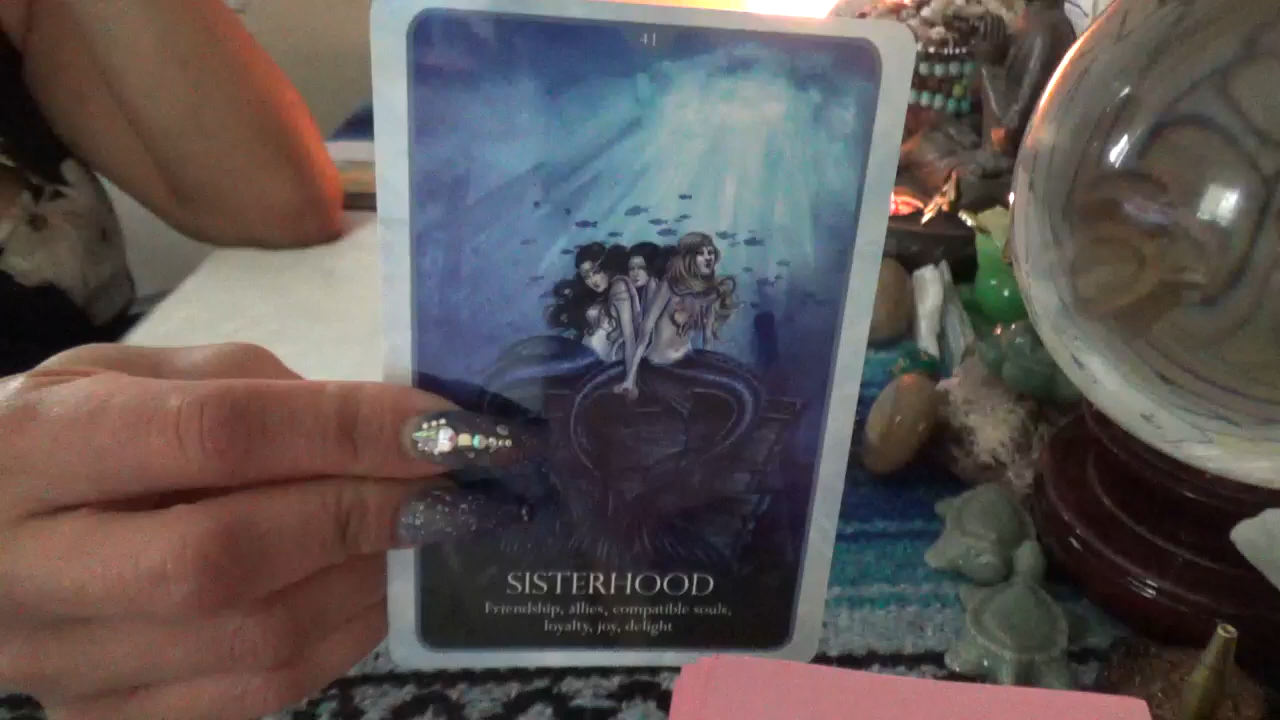 41
SISTERHOOD
Friendship, allies, compatible souls,
loyalty, joy, delight